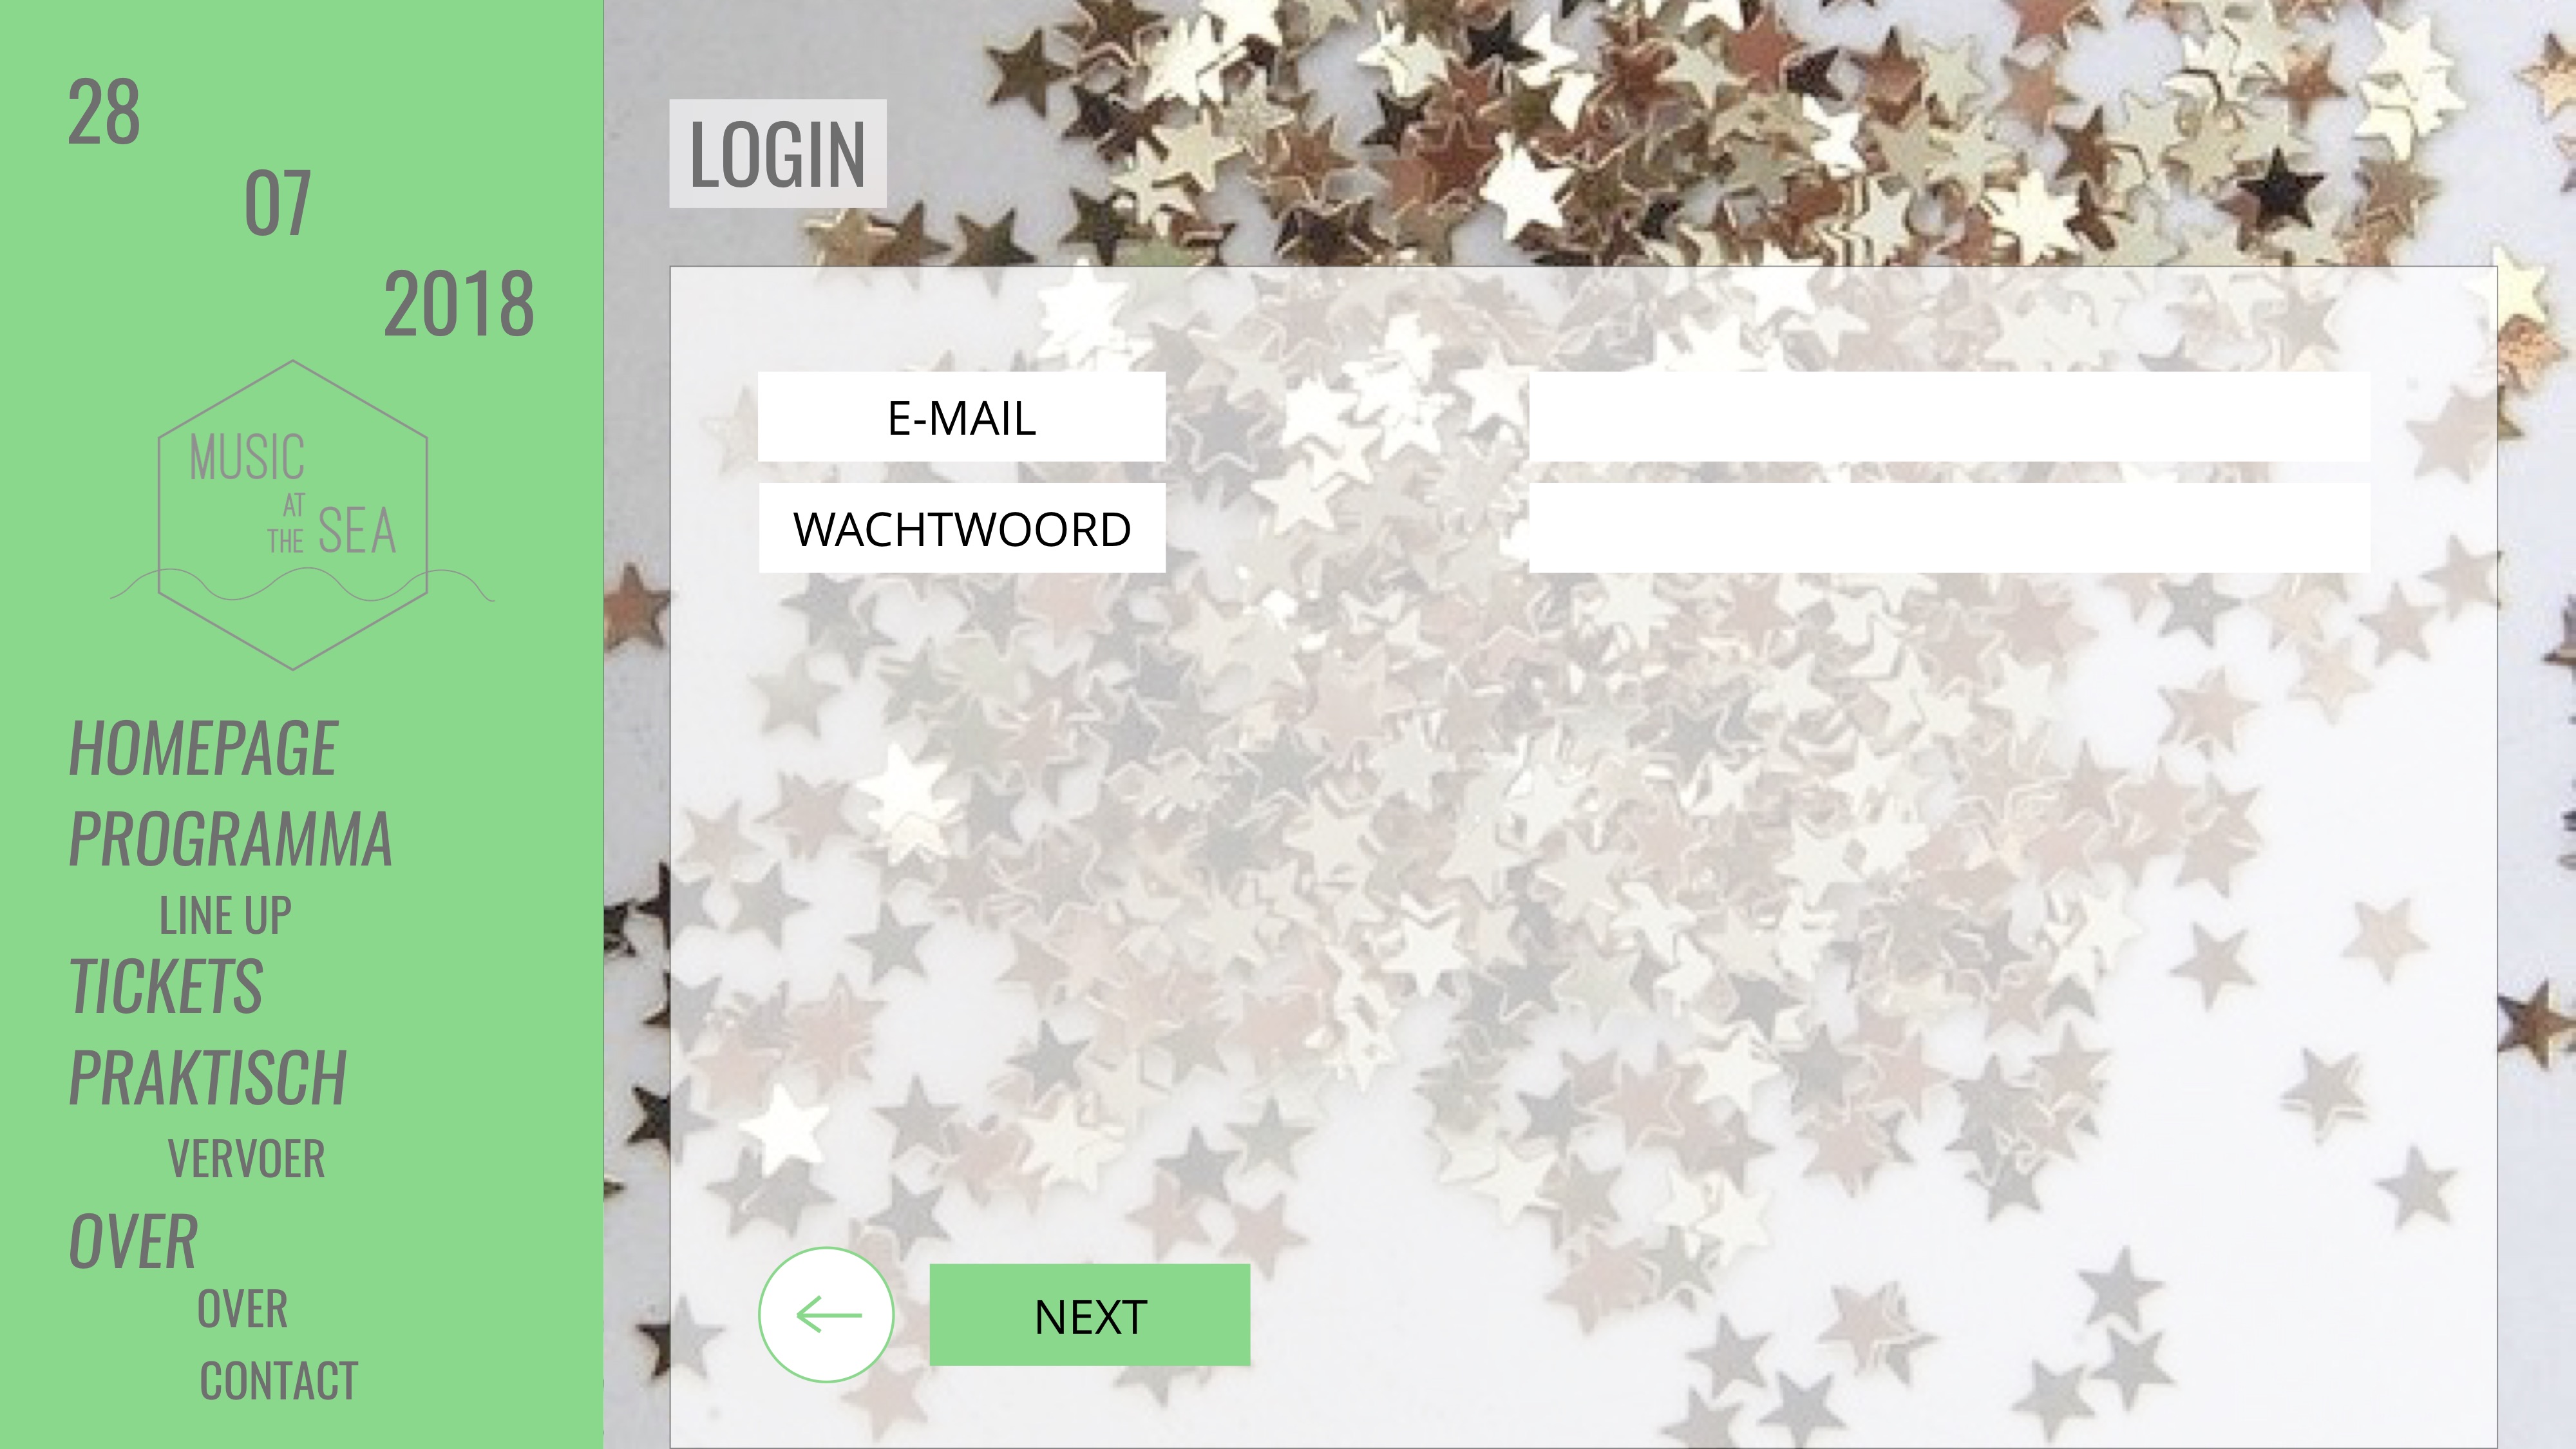 28
07
2018
MUSIC
AT
THE SEA
HOMEPAGE
PROGRAMMA
LINE UP
TICKETS
PRAKTISCH
VERVOER
OVER
OVER
CONTACT
LOGIN
E-MAIL
WACHTWOORD
NEXT